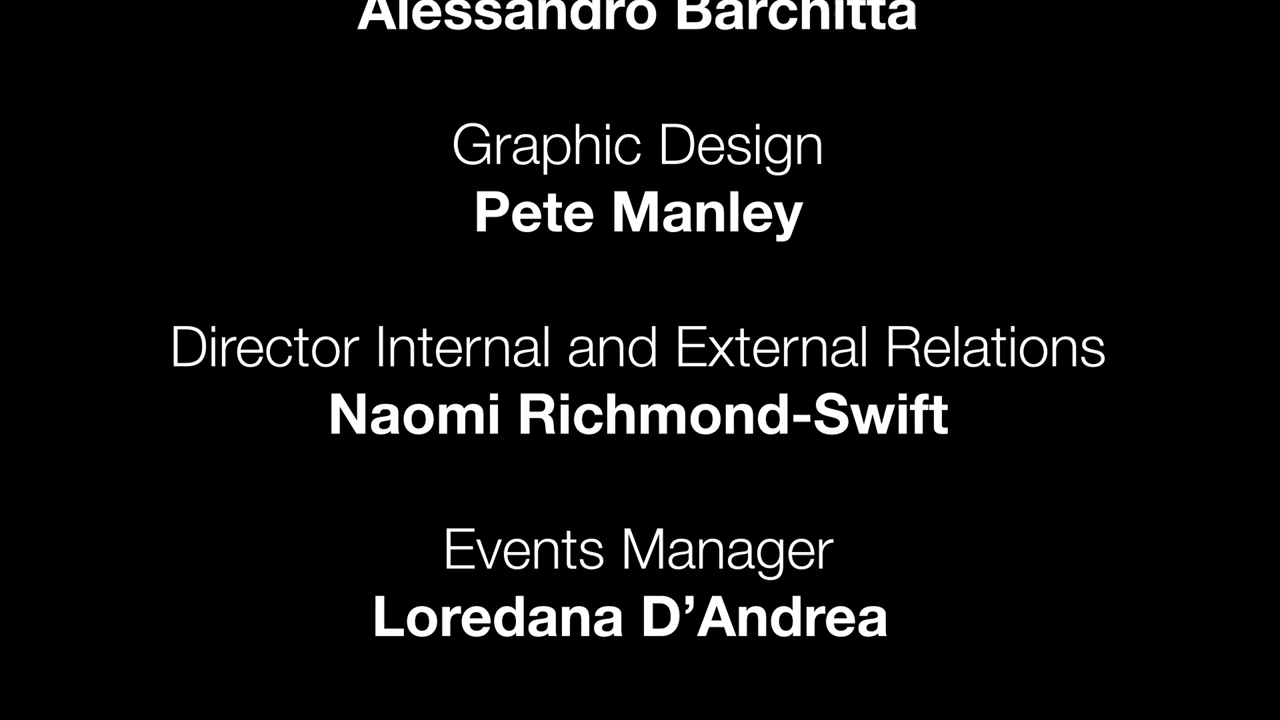 Alessandro Barchitta
Graphic Design
Pete Manley
Director Internal and External Relations
Naomi Richmond-Swift
Events Manager
Loredana D’Andrea